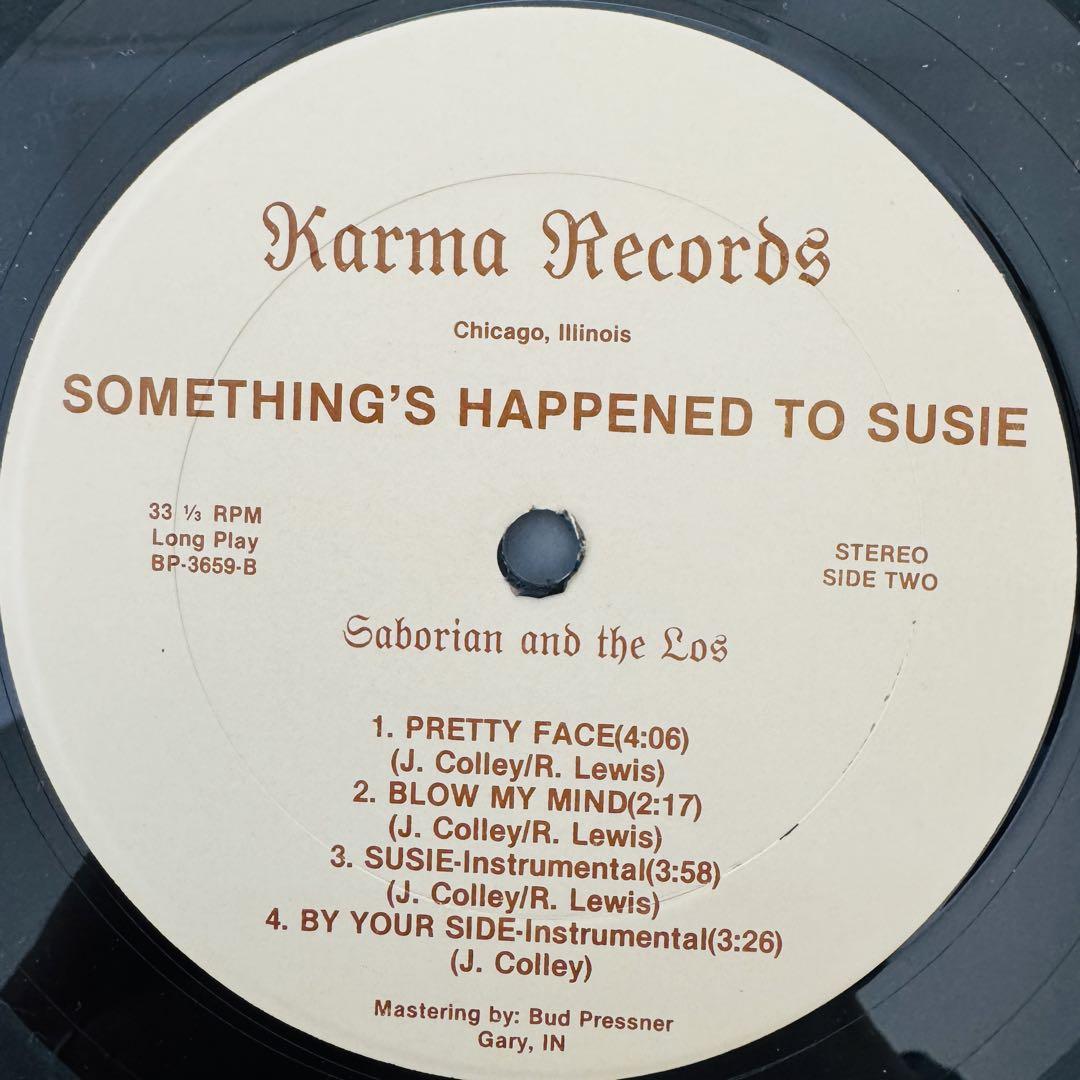 Karma Records
Chicago, Illinois
SOMETHING'S HAPPENED TO SUSIE
33 ⅓ RPM
Long Play
BP-3659-B
STEREO
SIDE TWO
Saborian and the Los
1. PRETTY FACE(4:06)
(J. Colley/R. Lewis)
2. BLOW MY MIND(2:17)
(J. Colley/R. Lewis)
3. SUSIE-Instrumental(3:58)
(J. Colley/R. Lewis)
4. BY YOUR SIDE-Instrumental(3:26)
(J. Colley)
Mastering by: Bud Pressner
Gary, IN